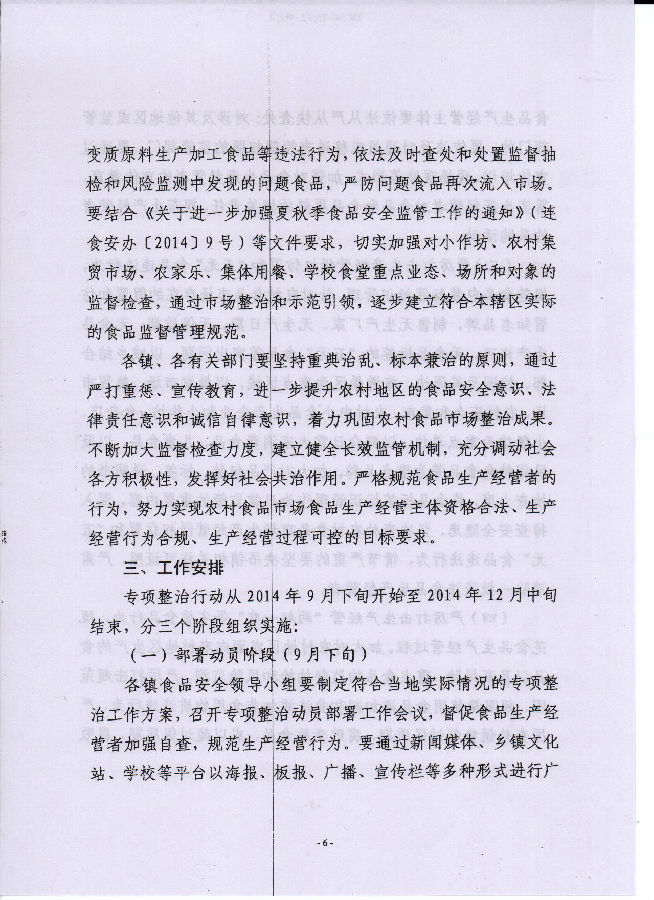 变质原料生产加工食品等违法行为，依法及时查处和处置监督抽
检和风险监测中发现的问题食品，严防问题食品再次流入市场。
要结合《关于进一步加强夏秋季食品安全监管工作的通知》（连
食安办〔2014〕9号）等文件要求，切实加强对小作坊、农村集
贸市场、农家乐、集体用餐、学校食堂重点业态、场所和对象的
监督检查，通过市场整治和示范引领，逐步建立符合本辖区实际
的食品监督管理规范。
各镇、各有关部门要坚持重典治乱、标本兼治的原则，通过
严打重惩、宣传教育，进一步提升农村地区的食品安全意识、法
律责任意识和诚信自律意识，着力巩固农村食品市场整治成果。
不断加大监督检查力度，建立健全长效监管机制，充分调动社会
各方积极性，发挥好社会共治作用。严格规范食品生产经营者的
行为，努力实现农村食品市场食品生产经营主体资格合法、生产
经营行为合规、生产经营过程可控的目标要求。
三、工作安排
专项整治行动从2014年9月下旬开始至2014年12月中旬
结束，分三个阶段组织实施：
（一）部署动员阶段（9月下旬）
各镇食品安全领导小组要制定符合当地实际情况的专项整
治工作方案，召开专项整治动员部署工作会议，督促食品生产经
营者加强自查，规范生产经营行为。要通过新闻媒体、乡镇文化
站、学校等平台以海报、板报、广播、宣传栏等多种形式进行广
-6-